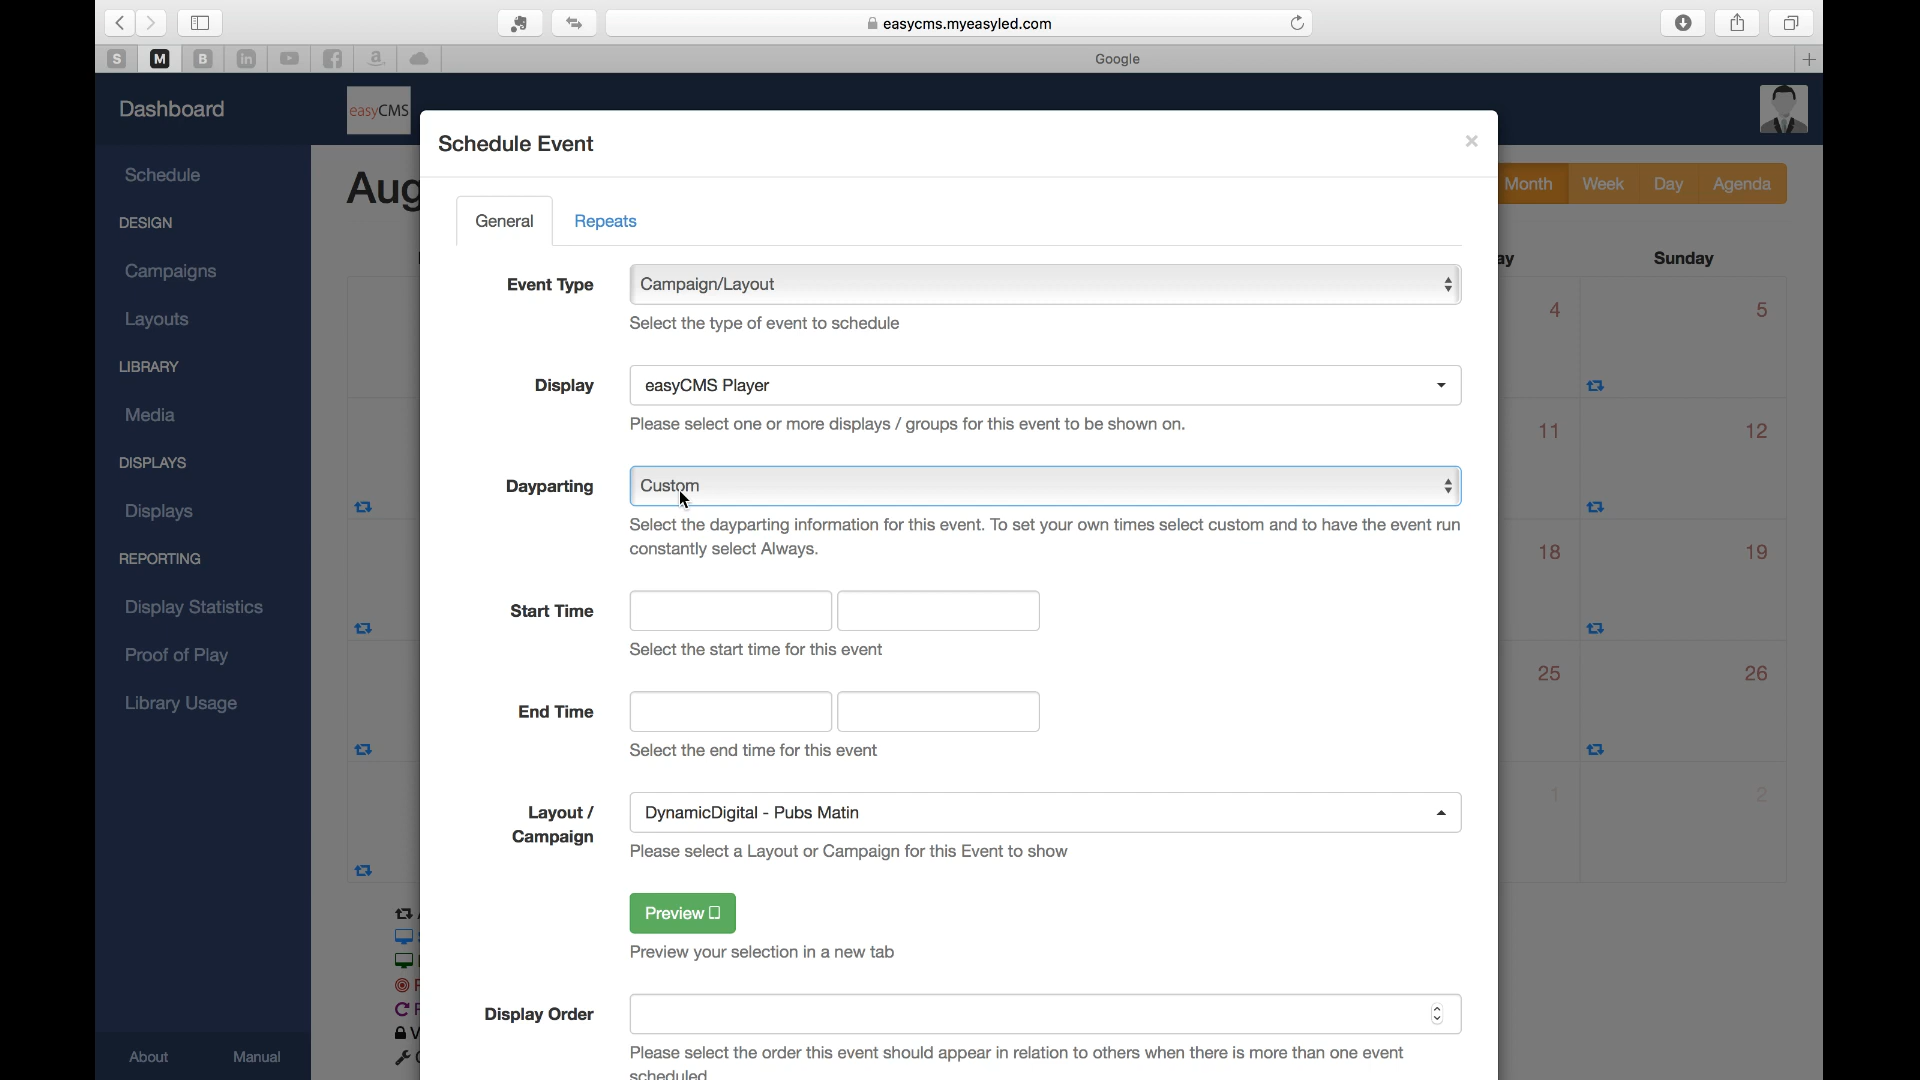 easycms.myeasyled.com
S M B in a
Google
Dashboard
easyCMS
Schedule
DESIGN
Campaigns
Layouts
LIBRARY
Media
DISPLAYS
Displays
REPORTING
Display Statistics
Proof of Play
Library Usage
About Manual
Aug
Month Week Day Agenda
ay Sunday
4 5
11 12
18 19
25 26
1 2
Schedule Event ×
General Repeats
Event Type Campaign/Layout
Select the type of event to schedule
Display easyCMS Player
Please select one or more displays / groups for this event to be shown on.
Dayparting Custom
Select the dayparting information for this event. To set your own times select custom and to have the event run
constantly select Always.
Start Time
Select the start time for this event
End Time
Select the end time for this event
Layout /
Campaign
DynamicDigital - Pubs Matin
Please select a Layout or Campaign for this Event to show
Preview
Preview your selection in a new tab
Display Order
Please select the order this event should appear in relation to others when there is more than one event
scheduled